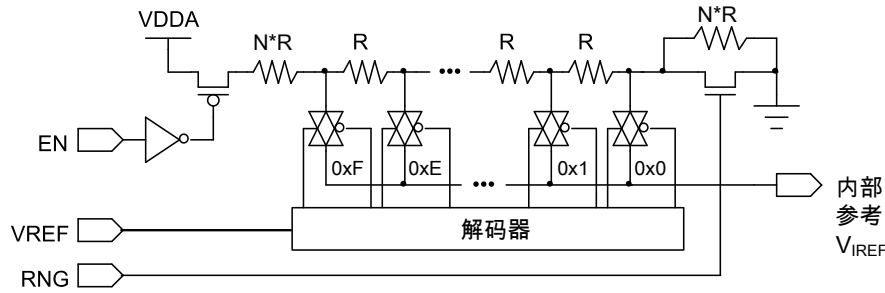 VDDA
N*R
R
R
R
N*R
EN
0xF
0xE
0x1
0x0
VREF
解码器
内部
参考
VIREF
RNG